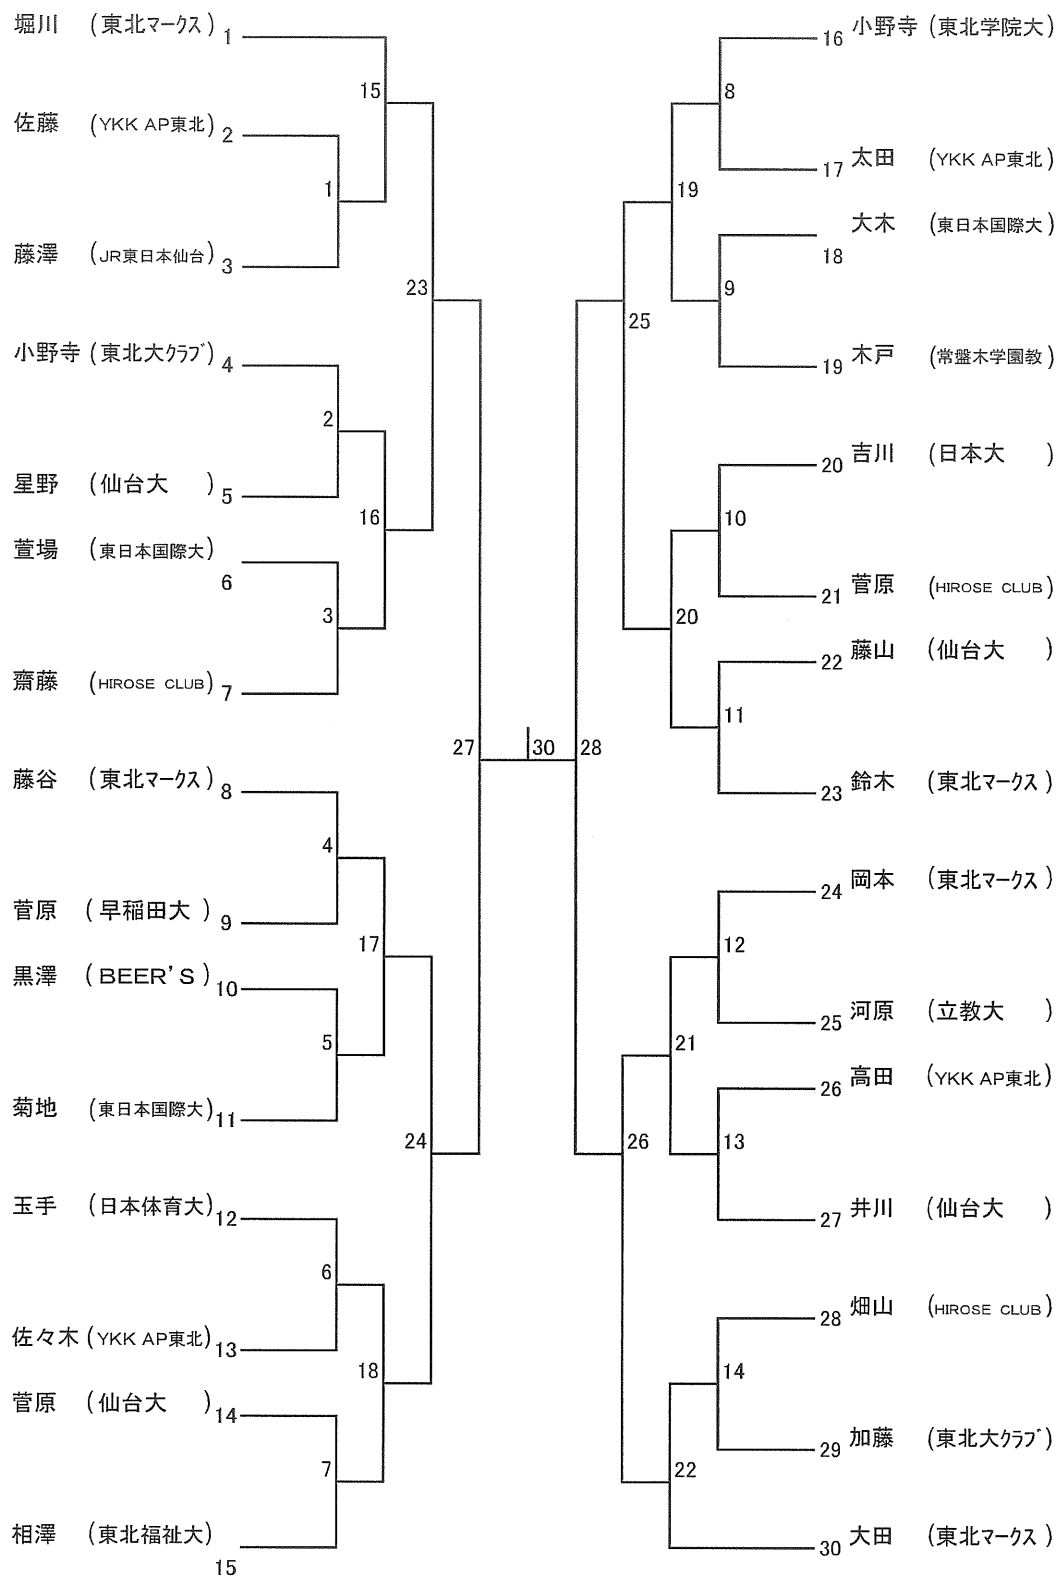 堀川 (東北マークス) 1
15
佐藤 (YKK AP東北) 2
1
藤澤 (JR東日本仙台) 3
23
小野寺 (東北大クラブ) 4
2
星野 (仙台大 ) 5
16
萱場 (東日本国際大)
6
3
齋藤 (HIROSE CLUB) 7
27
藤谷 (東北マークス) 8
4
菅原 (早稲田大 ) 9
17
黒澤 (BEER'S ) 10
5
菊地 (東日本国際大) 11
24
玉手 (日本体育大) 12
6
佐々木 (YKK AP東北) 13
18
菅原 (仙台大 ) 14
7
相澤 (東北福祉大)
15
30
28
16 小野寺 (東北学院大)
8
17 太田 (YKK AP東北)
19
大木 (東日本国際大)
18
9
25
19 木戸 (常盤木学園教)
20 吉川 (日本大 )
10
21 菅原 (HIROSE CLUB)
20
22 藤山 (仙台大 )
11
23 鈴木 (東北マークス)
24 岡本 (東北マークス)
12
25 河原 (立教大 )
21
26 高田 (YKK AP東北)
13
26
27 井川 (仙台大 )
28 畑山 (HIROSE CLUB)
14
29 加藤 (東北大クラブ)
22
30 大田 (東北マークス)